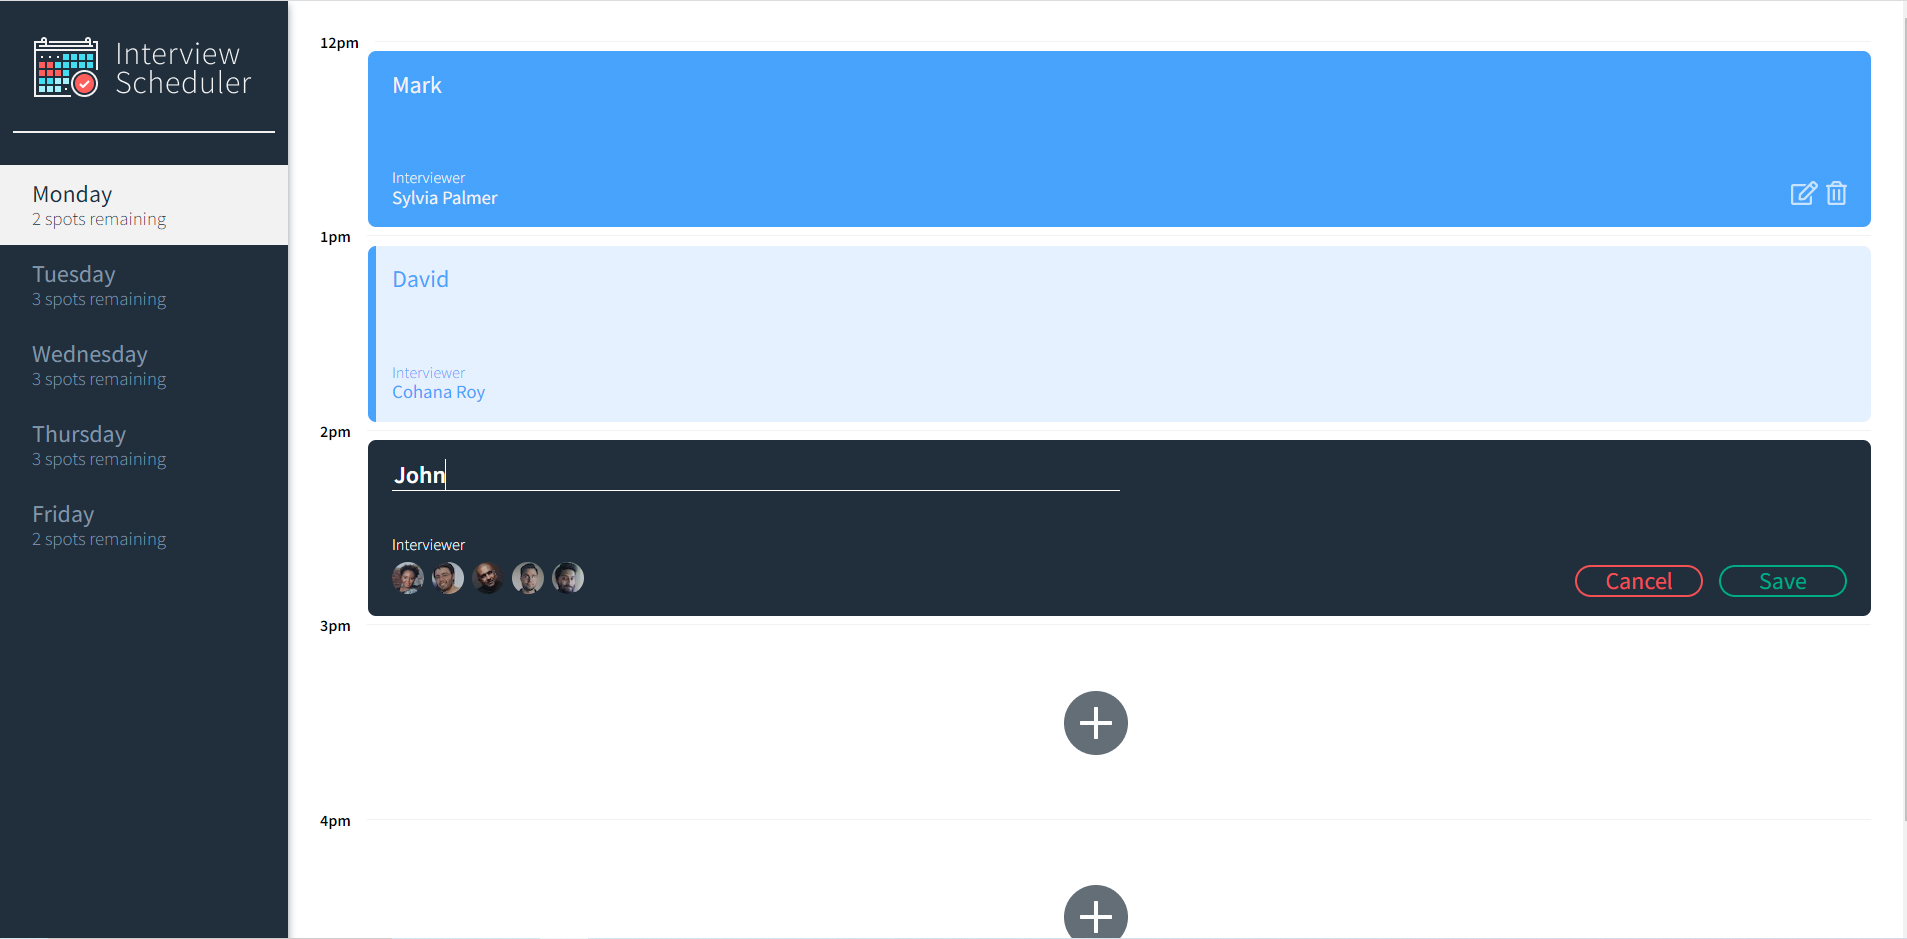 Interview
Scheduler
Monday
2 spots remaining
Tuesday
3 spots remaining
Wednesday
3 spots remaining
Thursday
3 spots remaining
Friday
2 spots remaining
12pm
Mark
Interviewer
Sylvia Palmer
1pm
David
Interviewer
Cohana Roy
2pm
John
Interviewer
Cancel Save
3pm
4pm